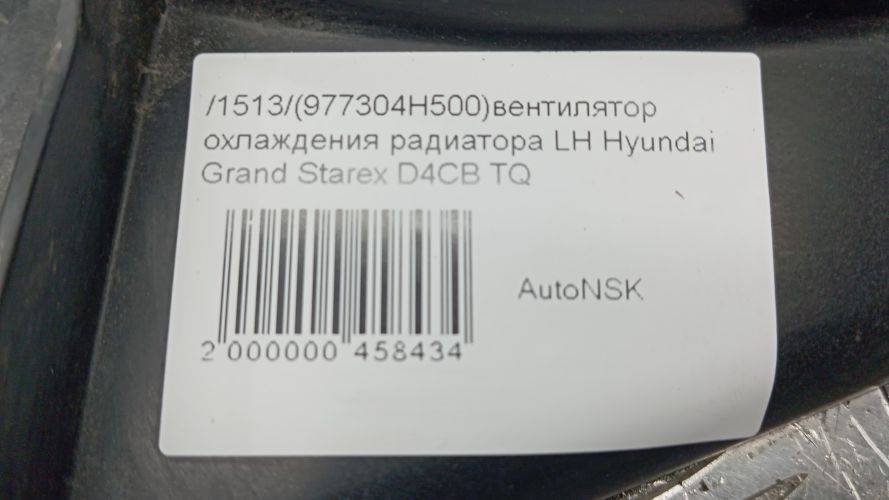 /1513/(977304H500)вентилятор
охлаждения радиатора LH Hyundai
Grand Starex D4CB TQ
AutoNSK
2 000000 458434